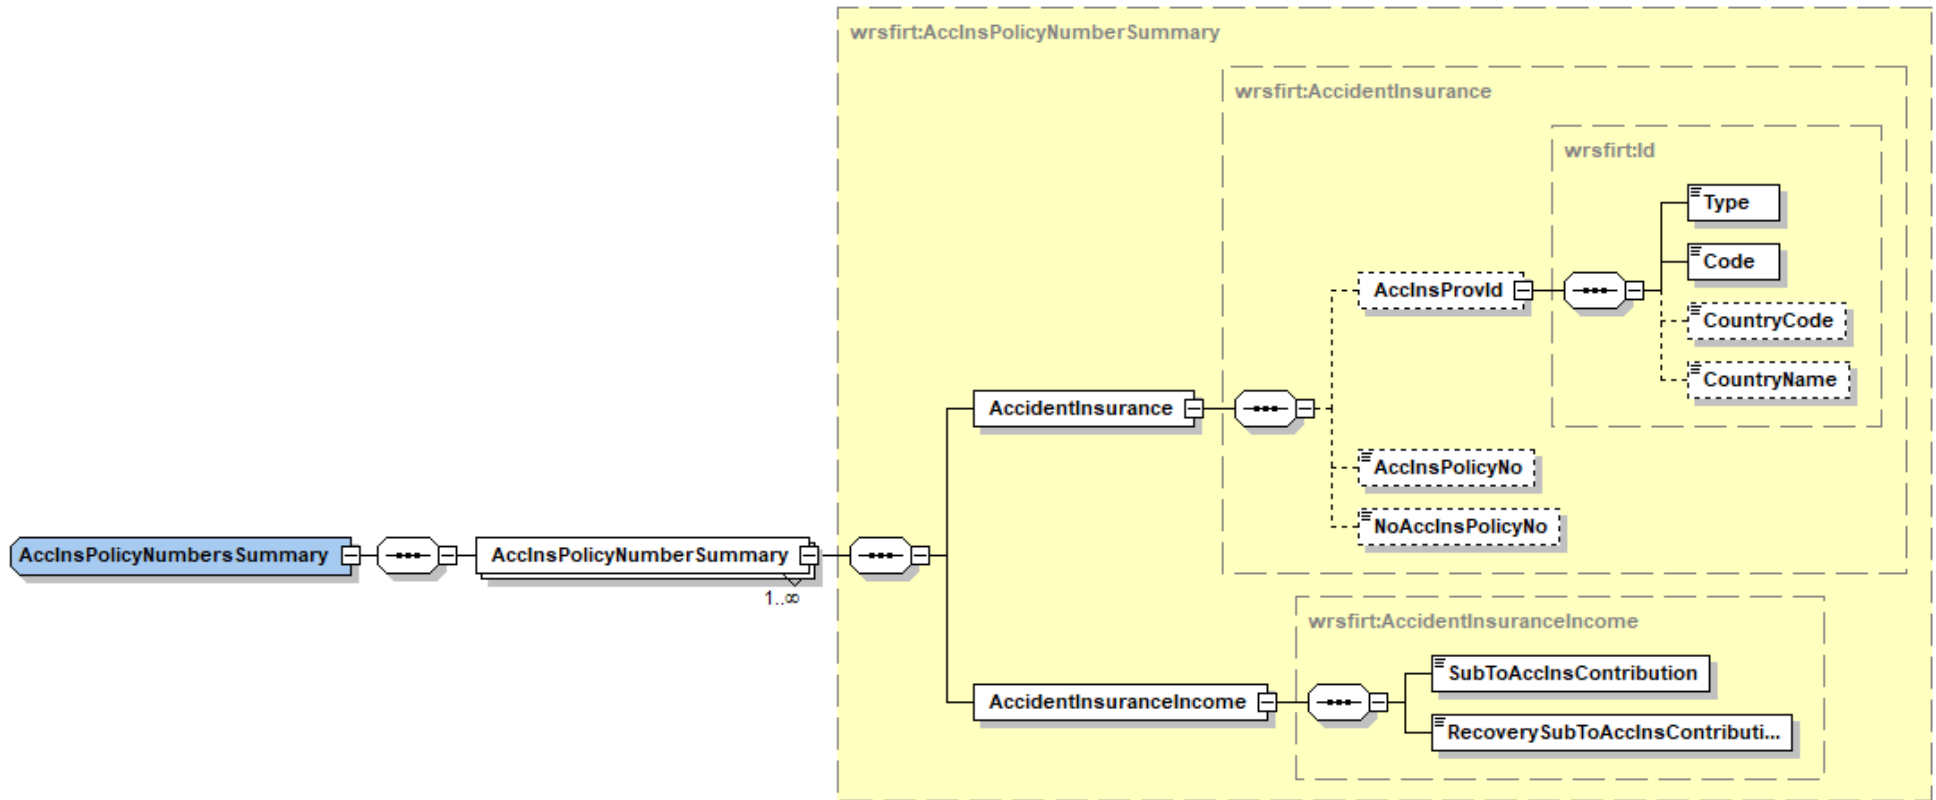 wrsfirt:AccInsPolicyNumberSummary
wrsfirt:AccidentInsurance
wrsfirt:Id
Type
Code
AccInsProvId
CountryCode
CountryName
AccidentInsurance
AccInsPolicyNo
NoAccInsPolicyNo
AccInsPolicyNumbersSummary
AccInsPolicyNumberSummary
1..∞
wrsfirt:AccidentInsuranceIncome
SubToAccInsContribution
AccidentInsuranceIncome
RecoverySubToAccInsContributi...